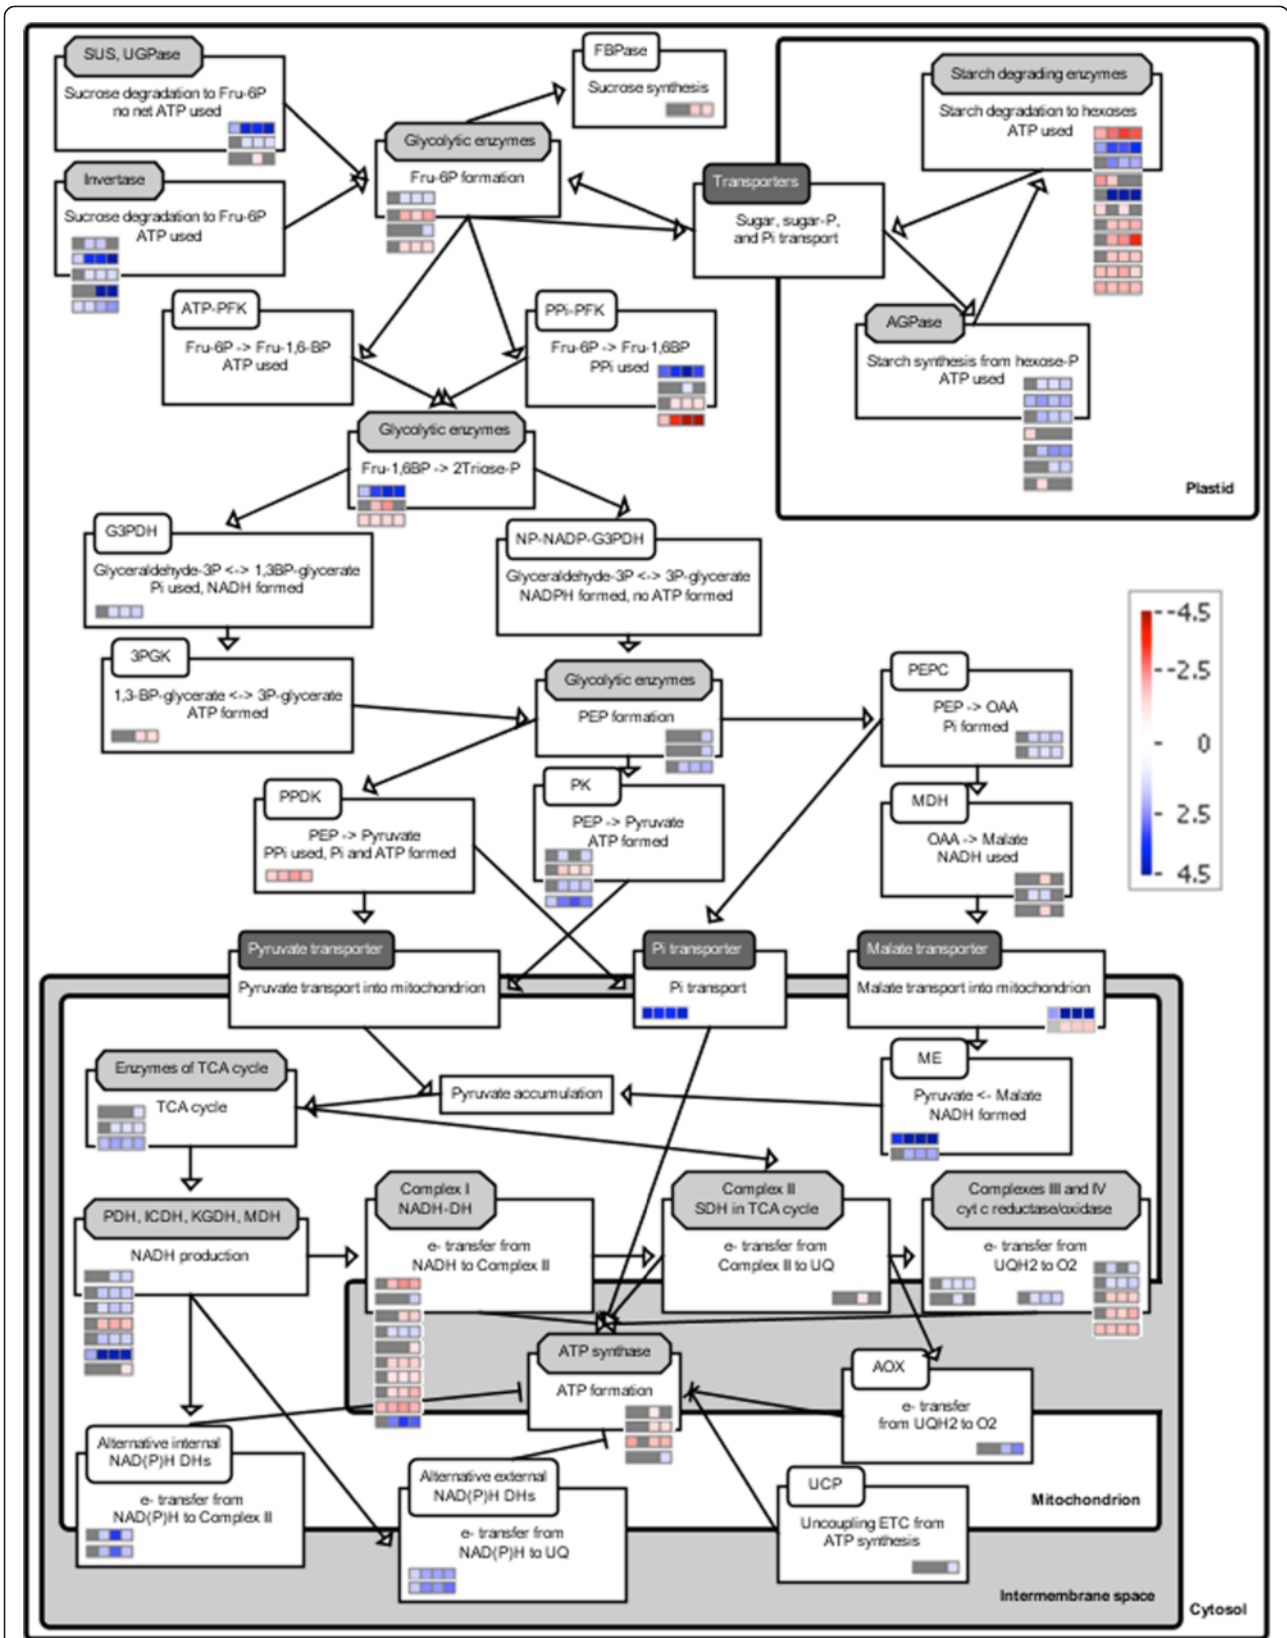 SUS, UGPase
Sucrose degradation to Fru-6P
no net ATP used
FBPase
Sucrose synthesis
Starch degrading enzymes
Starch degradation to hexoses
ATP used
Glycolytic enzymes
Fru-6P formation
Invertase
Sucrose degradation to Fru-6P
ATP used
Transporters
Sugar, sugar-P,
and Pi transport
ATP-PFK
Fru-6P -> Fru-1,6-BP
ATP used
PPi-PFK
Fru-6P -> Fru-1,6BP
PPi used
AGPase
Starch synthesis from hexose-P
ATP used
Plastid
Glycolytic enzymes
Fru-1,6BP -> 2Triose-P
G3PDH
Glyceraldehyde-3P <-> 1,3BP-glycerate
Pi used, NADH formed
NP-NADP-G3PDH
Glyceraldehyde-3P <-> 3P-glycerate
NADPH formed, no ATP formed
-4.5
-2.5
0
2.5
4.5
3PGK
1,3-BP-glycerate <-> 3P-glycerate
ATP formed
Glycolytic enzymes
PEP formation
PEPC
PEP -> OAA
Pi formed
PPDK
PEP -> Pyruvate
PPi used, Pi and ATP formed
PK
PEP -> Pyruvate
ATP formed
MDH
OAA -> Malate
NADH used
Pyruvate transporter
Pyruvate transport into mitochondrion
Pi transporter
Pi transport
Malate transporter
Malate transport into mitochondrion
Enzymes of TCA cycle
TCA cycle
Pyruvate accumulation
ME
Pyruvate <- Malate
NADH formed
PDH, ICDH, KGDH, MDH
NADH production
Complex I
NADH-DH
e- transfer from
NADH to Complex II
Complex II
SDH in TCA cycle
e- transfer from
Complex II to UQ
Complexes III and IV
cyt c reductase/oxidase
e- transfer from
UQH2 to O2
ATP synthase
ATP formation
AOX
e- transfer
from UQH2 to O2
Alternative internal
NAD(P)H DHs
e- transfer from
NAD(P)H to Complex II
Alternative external
NAD(P)H DHs
e- transfer from
NAD(P)H to UQ
UCP
Uncoupling ETC from
ATP synthesis
Mitochondrion
Intermembrane space
Cytosol